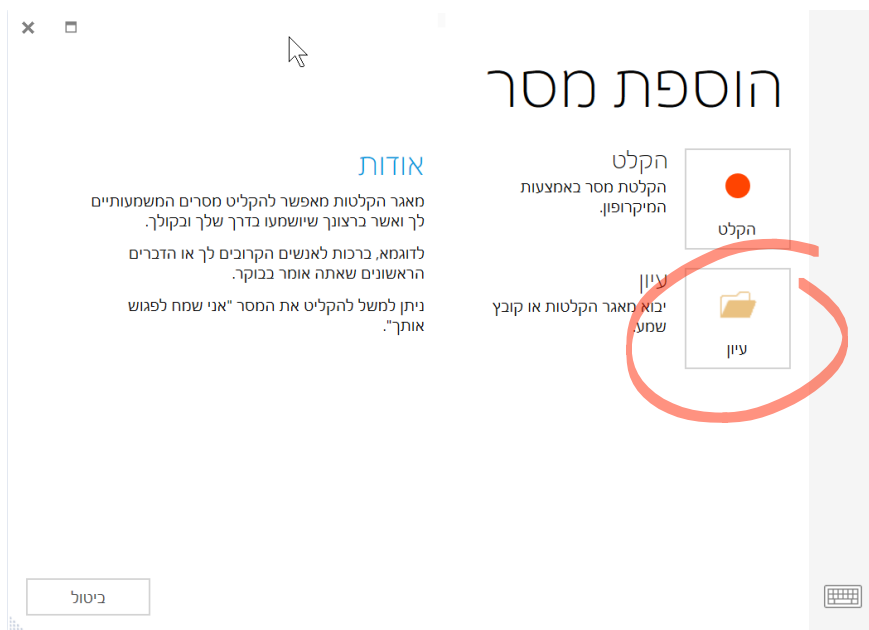 הוספת מסר
הקלט
הקלטת מסר באמצעות
המיקרופון.
הקלט
עיון
יבוא מאגר הקלטות או קובץ
שמע.
עיון
אודות
מאגר הקלטות מאפשר להקליט מסרים המשמעותיים
לך ואשר ברצונך שיושמעו בדרך שלך ובקולך.
לדוגמא, ברכות לאנשים הקרובים לך או הדברים
הראשונים שאתה אומר בבוקר.
ניתן למשל להקליט את המסר "אני שמח לפגוש
אותך".
ביטול